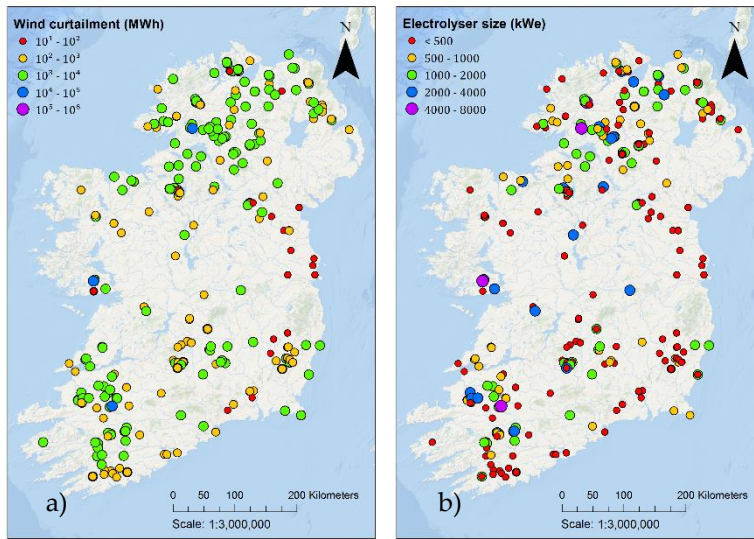 Wind curtailment (MWh)
10¹ - 10²
10² - 10³
10³ - 10⁴
10⁴ - 10⁵
10⁵ - 10⁶
N
a)
0 50 100 200 Kilometers
Scale: 1:3,000,000
Electrolyser size (kWe)
< 500
500 - 1000
1000 - 2000
2000 - 4000
4000 - 8000
N
b)
0 50 100 200 Kilometers
Scale: 1:3,000,000